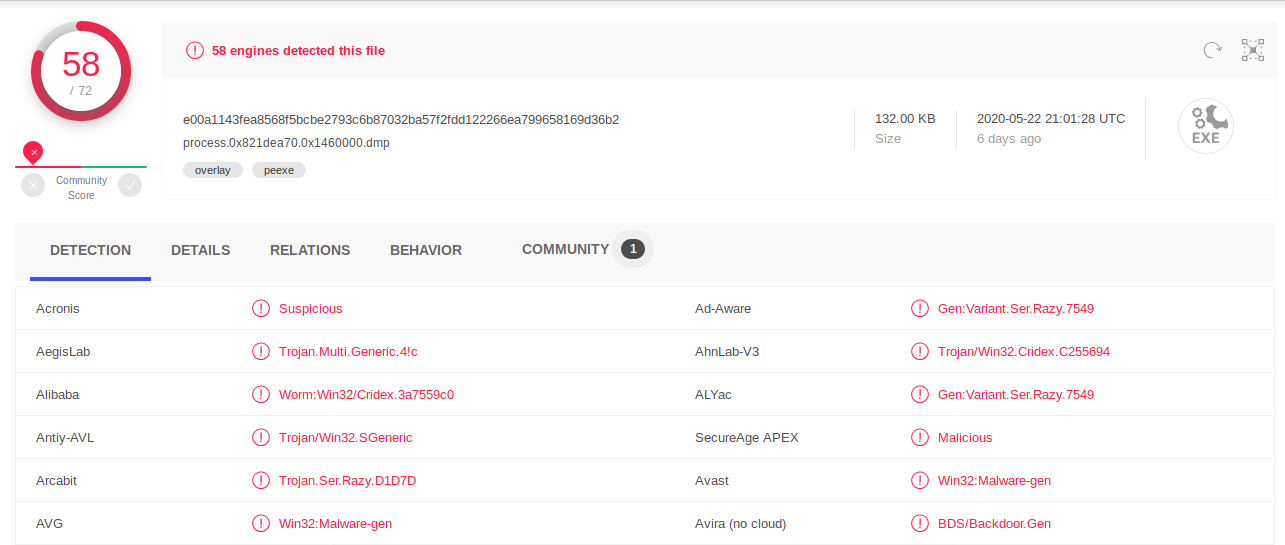 58
/ 72
Community
Score
58 engines detected this file
e00a1143fea8568f5bcbe2793c6b87032ba57f2fdd122266ea799658169d36b2
process.0x821dea70.0x1460000.dmp
overlay peexe
132.00 KB
Size
2020-05-22 21:01:28 UTC
6 days ago
EXE
DETECTION DETAILS RELATIONS BEHAVIOR COMMUNITY 1
Acronis Suspicious Ad-Aware Gen:Variant.Ser.Razy.7549
AegisLab Trojan.Multi.Generic.4!c AhnLab-V3 Trojan/Win32.Cridex.C255694
Alibaba Worm:Win32/Cridex.3a7559c0 ALYac Gen:Variant.Ser.Razy.7549
Antiy-AVL Trojan/Win32.SGeneric SecureAge APEX Malicious
Arcabit Trojan.Ser.Razy.D1D7D Avast Win32:Malware-gen
AVG Win32:Malware-gen Avira (no cloud) BDS/Backdoor.Gen